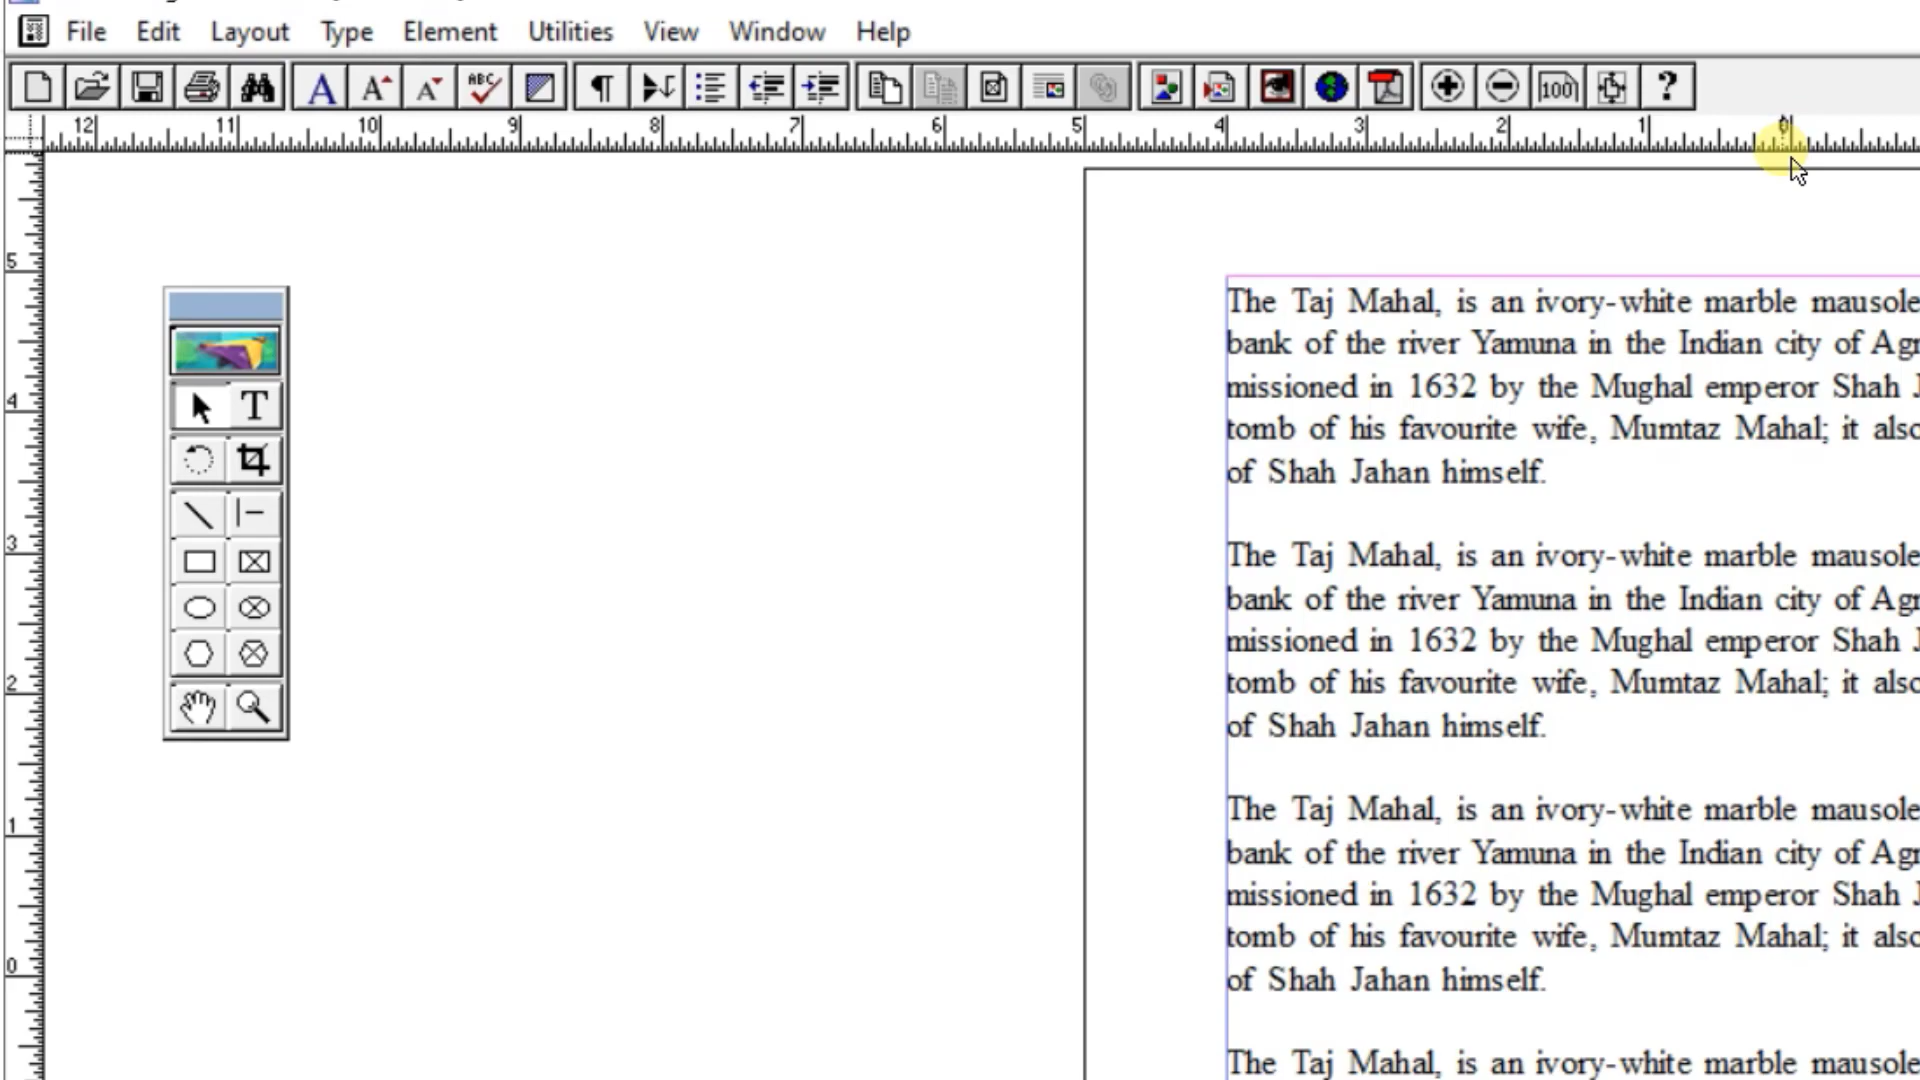 File Edit Layout Type Element Utilities View Window Help
A A A ABC ¶ 100 ?
12 11 10 9 8 7 6 5 4 3 2 1 0
5
4
3
2
1
0
T
The Taj Mahal, is an ivory-white marble mausole
bank of the river Yamuna in the Indian city of Agr
missioned in 1632 by the Mughal emperor Shah J
tomb of his favourite wife, Mumtaz Mahal; it also
of Shah Jahan himself.
The Taj Mahal, is an ivory-white marble mausole
bank of the river Yamuna in the Indian city of Agr
missioned in 1632 by the Mughal emperor Shah J
tomb of his favourite wife, Mumtaz Mahal; it also
of Shah Jahan himself.
The Taj Mahal, is an ivory-white marble mausole
bank of the river Yamuna in the Indian city of Agr
missioned in 1632 by the Mughal emperor Shah J
tomb of his favourite wife, Mumtaz Mahal; it also
of Shah Jahan himself.
The Taj Mahal, is an ivory-white marble mausole